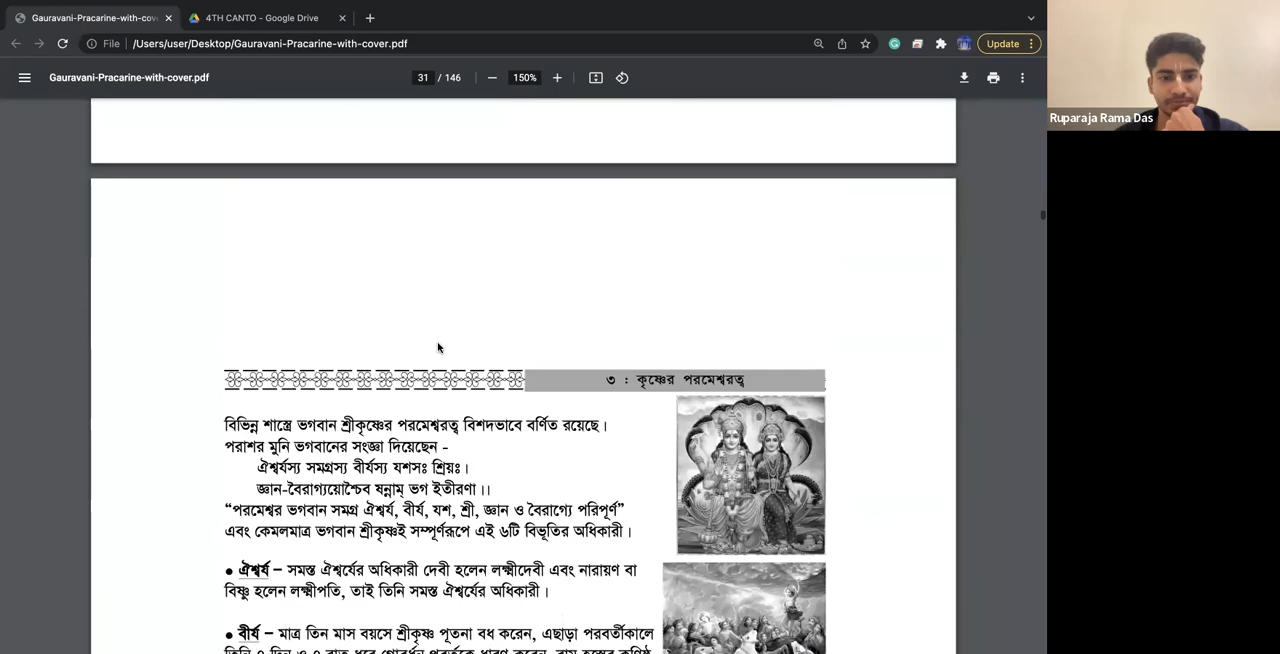 Gauravani-Pracarine-with-cov
4TH CANTO - Google Drive
File /Users/user/Desktop/Gauravani-Pracarine-with-cover.pdf
Update
Gauravani-Pracarine-with-cover.pdf
31 / 146
150%
Ruparaja Rama Das
৩ : কৃষ্ণের পরমেশ্বরত্ব
বিভিন্ন শাস্ত্রে ভগবান শ্রীকৃষ্ণের পরমেশ্বরত্ব বিশদভাবে বর্ণিত রয়েছে।
পরাশর মুনি ভগবানের সংজ্ঞা দিয়েছেন -
ঐশ্বর্যস্য সমগ্রস্য বীর্যস্য যশসঃ শ্রিয়ঃ।
জ্ঞান-বৈরাগ্যয়োশ্চৈব ষন্নাম্ ভগ ইতীরণা।।
“পরমেশ্বর ভগবান সমগ্র ঐশ্বর্য, বীর্য, যশ, শ্রী, জ্ঞান ও বৈরাগ্যে পরিপূর্ণ”
এবং কেমলমাত্র ভগবান শ্রীকৃষ্ণই সম্পূর্ণরূপে এই ৬টি বিভূতির অধিকারী।
● ঐশ্বর্য – সমস্ত ঐশ্বর্যের অধিকারী দেবী হলেন লক্ষ্মীদেবী এবং নারায়ণ বা
বিষ্ণু হলেন লক্ষ্মীপতি, তাই তিনি সমস্ত ঐশ্বর্যের অধিকারী।
● বীর্য – মাত্র তিন মাস বয়সে শ্রীকৃষ্ণ পূতনা বধ করেন, এছাড়া পরবর্তীকালে